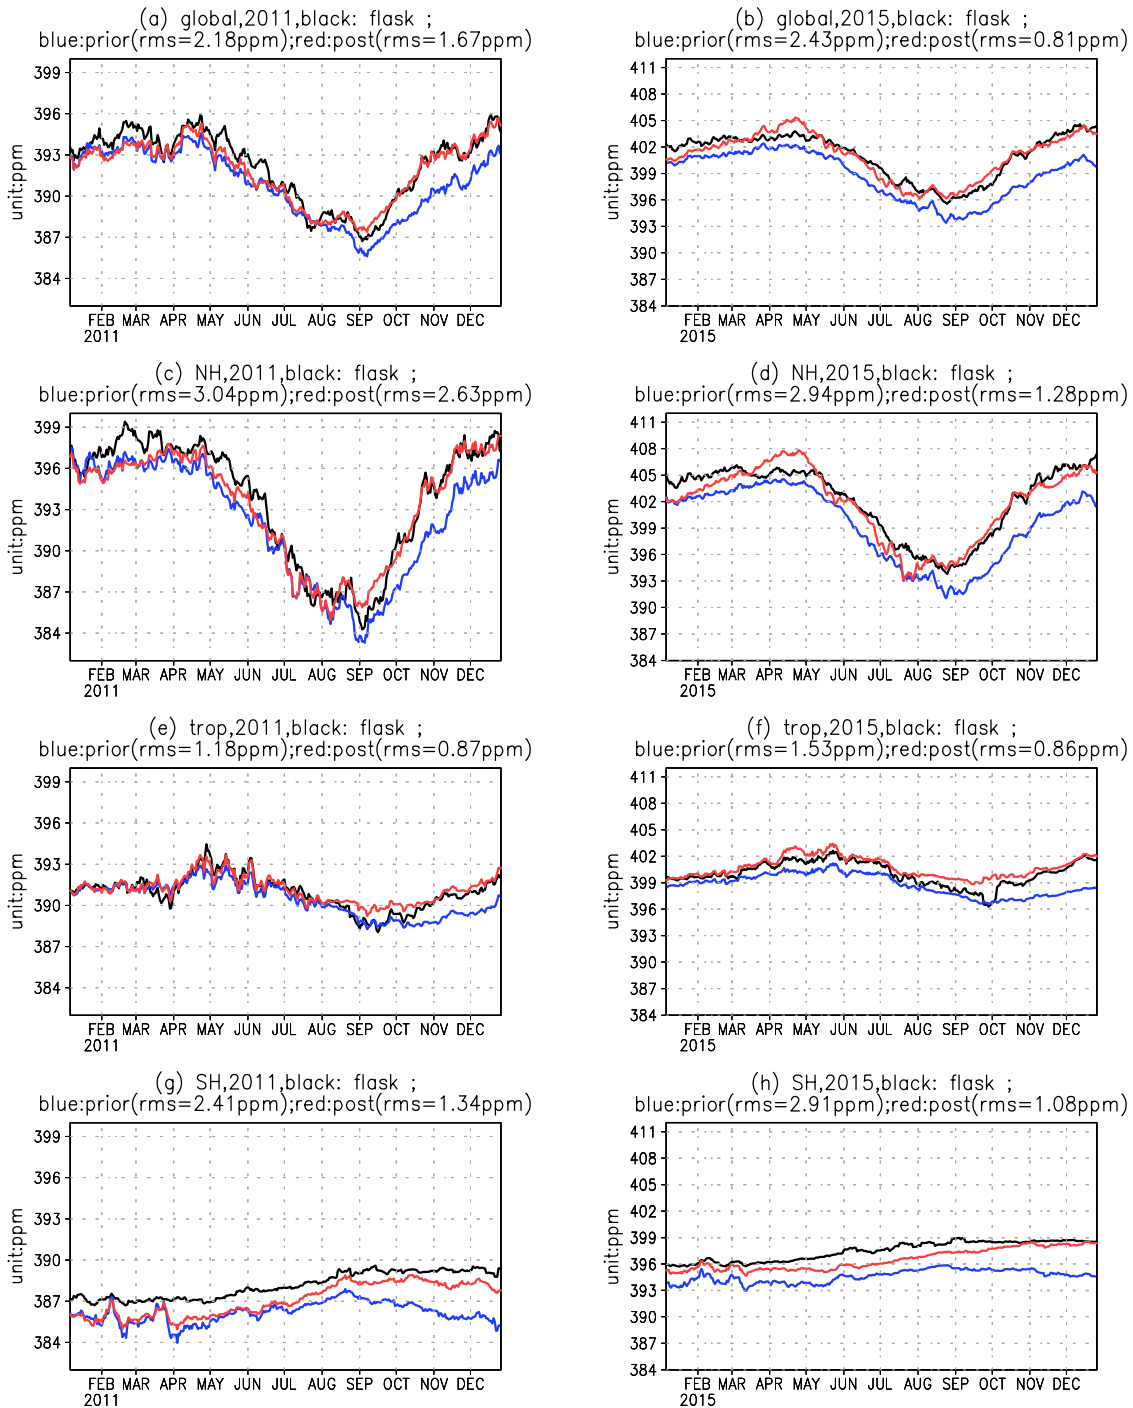 (a) global,2011,black: flask ;
blue:prior(rms=2.18ppm);red:post(rms=1.67ppm)
399
396
393
390
387
384
unit:ppm
FEB MAR APR MAY JUN JUL AUG SEP OCT NOV DEC
2011
(b) global,2015,black: flask ;
blue:prior(rms=2.43ppm);red:post(rms=0.81ppm)
411
408
405
402
399
396
393
390
387
384
unit:ppm
FEB MAR APR MAY JUN JUL AUG SEP OCT NOV DEC
2015
(c) NH,2011,black: flask ;
blue:prior(rms=3.04ppm);red:post(rms=2.63ppm)
399
396
393
390
387
384
unit:ppm
FEB MAR APR MAY JUN JUL AUG SEP OCT NOV DEC
2011
(d) NH,2015,black: flask ;
blue:prior(rms=2.94ppm);red:post(rms=1.28ppm)
411
408
405
402
399
396
393
390
387
384
unit:ppm
FEB MAR APR MAY JUN JUL AUG SEP OCT NOV DEC
2015
(e) trop,2011,black: flask ;
blue:prior(rms=1.18ppm);red:post(rms=0.87ppm)
399
396
393
390
387
384
unit:ppm
FEB MAR APR MAY JUN JUL AUG SEP OCT NOV DEC
2011
(f) trop,2015,black: flask ;
blue:prior(rms=1.53ppm);red:post(rms=0.86ppm)
411
408
405
402
399
396
393
390
387
384
unit:ppm
FEB MAR APR MAY JUN JUL AUG SEP OCT NOV DEC
2015
(g) SH,2011,black: flask ;
blue:prior(rms=2.41ppm);red:post(rms=1.34ppm)
399
396
393
390
387
384
unit:ppm
FEB MAR APR MAY JUN JUL AUG SEP OCT NOV DEC
2011
(h) SH,2015,black: flask ;
blue:prior(rms=2.91ppm);red:post(rms=1.08ppm)
411
408
405
402
399
396
393
390
387
384
unit:ppm
FEB MAR APR MAY JUN JUL AUG SEP OCT NOV DEC
2015